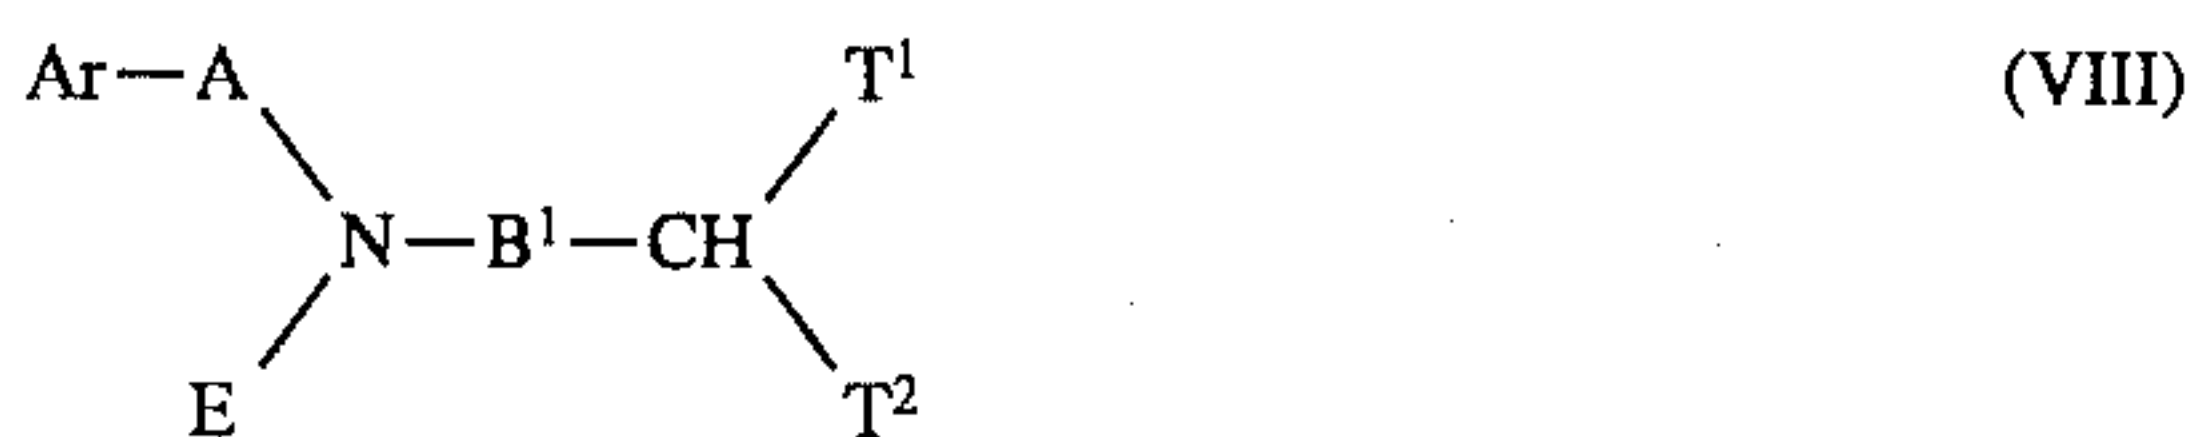 Ar—A T¹ (VIII)
N—B¹—CH
E T²